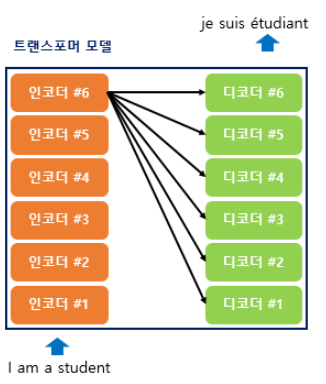 je suis étudiant
트랜스포머 모델
인코더 #6
디코더 #6
인코더 #5
디코더 #5
인코더 #4
디코더 #4
인코더 #3
디코더 #3
인코더 #2
디코더 #2
인코더 #1
디코더 #1
I am a student